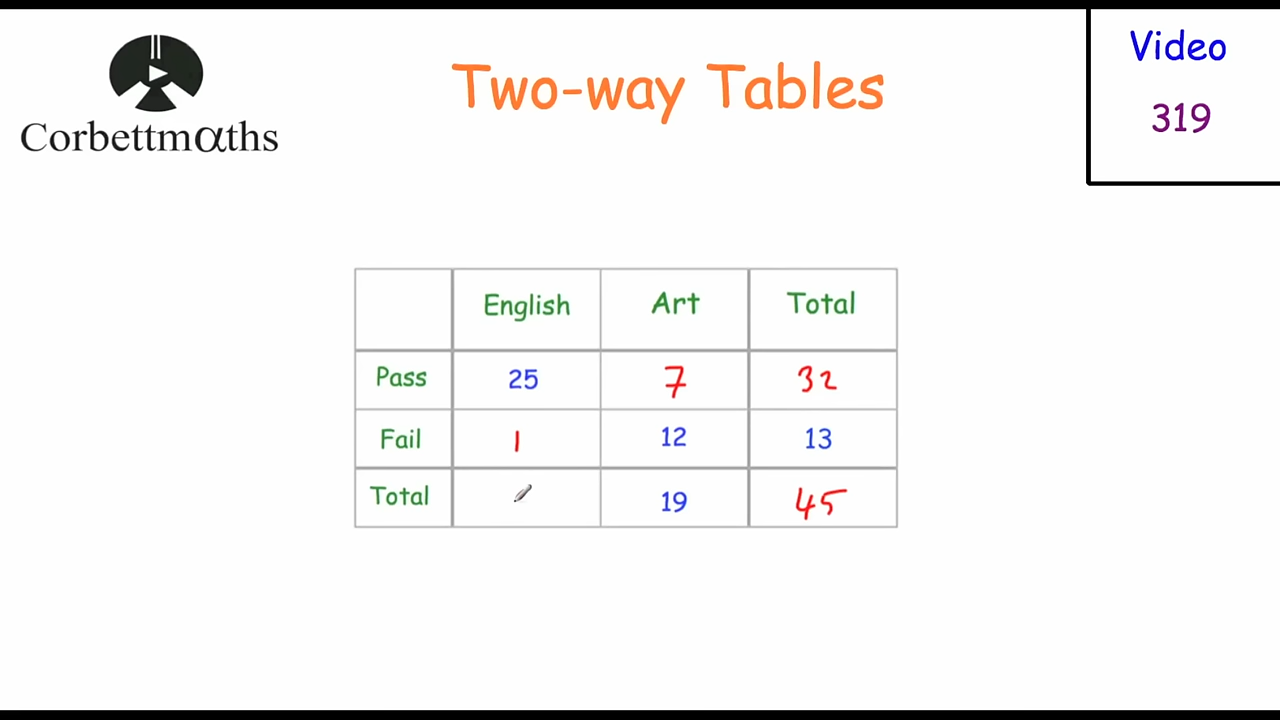 Corbettmαths
Two-way Tables
Video
319
English Art Total
Pass 25 7 32
Fail 1 12 13
Total 19 45